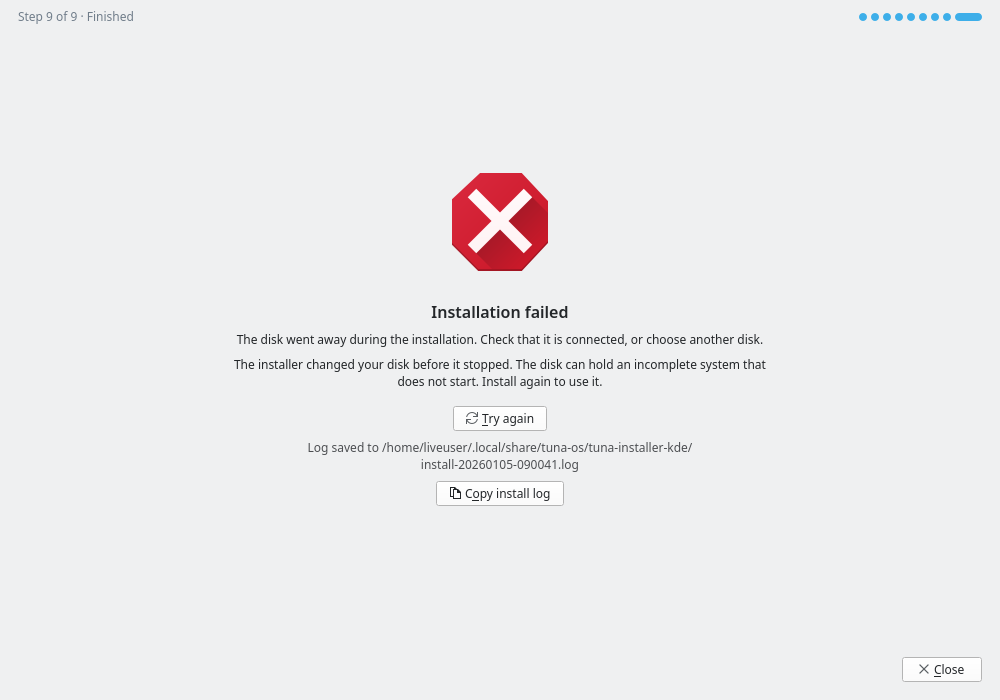 Step 9 of 9 · Finished
Installation failed
The disk went away during the installation. Check that it is connected, or choose another disk.
The installer changed your disk before it stopped. The disk can hold an incomplete system that
does not start. Install again to use it.
Try again
Log saved to /home/liveuser/.local/share/tuna-os/tuna-installer-kde/
install-20260105-090041.log
Copy install log
Close